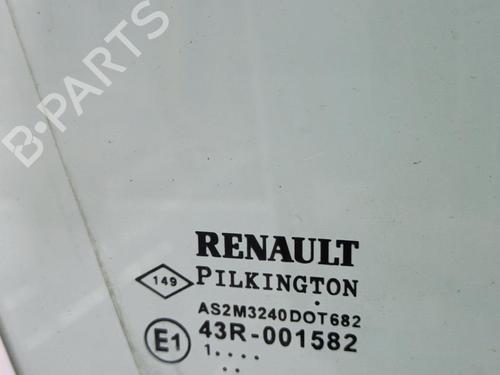 B-PARTS
RENAULT
149 PILKINGTON
AS2M3240DOT682
E1 43R-001582
1....